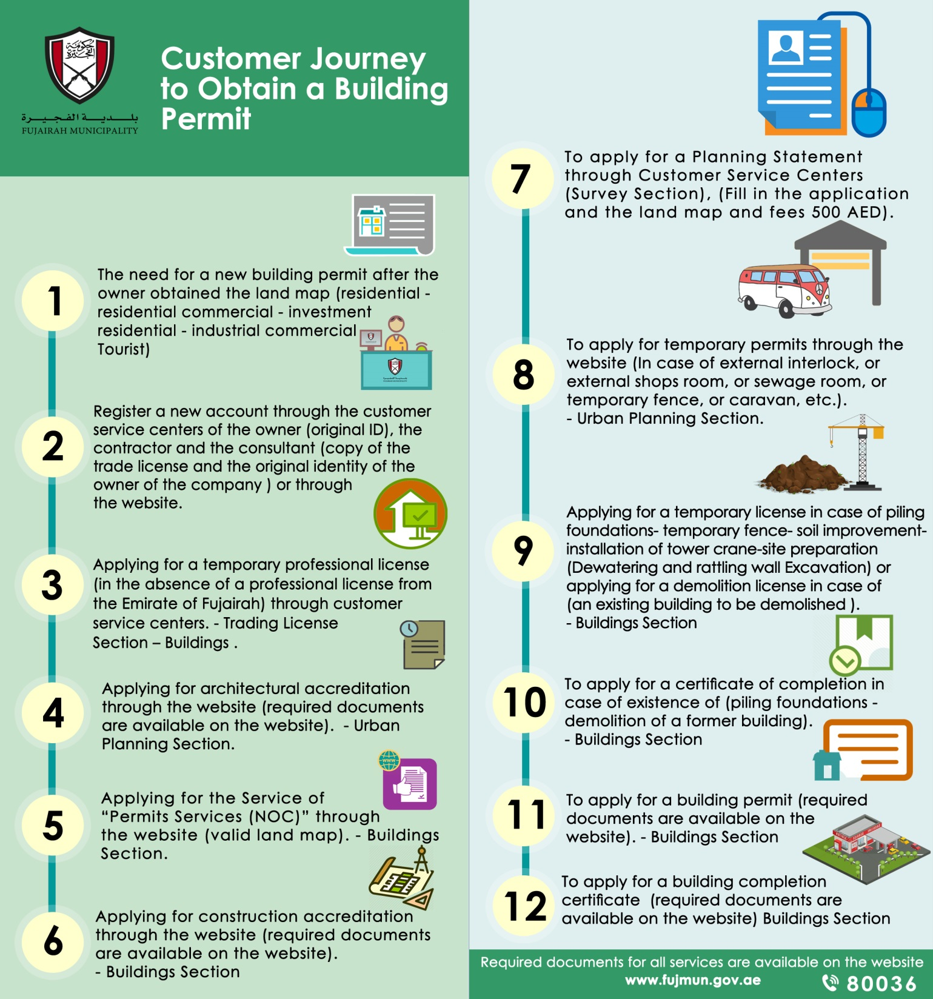 حكومة
الفجيرة
بلدية الفجيرة
FUJAIRAH MUNICIPALITY
Customer Journey
to Obtain a Building
Permit
1
The need for a new building permit after the
owner obtained the land map (residential -
residential commercial - investment
residential - industrial commercial
Tourist)
2
Register a new account through the customer
service centers of the owner (original ID), the
contractor and the consultant (copy of the
trade license and the original identity of the
owner of the company ) or through
the website.
3
Applying for a temporary professional license
(in the absence of a professional license from
the Emirate of Fujairah) through customer
service centers. - Trading License
Section – Buildings .
4
Applying for architectural accreditation
through the website (required documents
are available on the website).  - Urban
Planning Section.
www
5
Applying for the Service of
“Permits Services (NOC)” through
the website (valid land map). - Buildings
Section.
6
Applying for construction accreditation
through the website (required documents
are available on the website).
- Buildings Section
7
To apply for a Planning Statement
through Customer Service Centers
(Survey Section), (Fill in the application
and the land map and fees 500 AED).
8
To apply for temporary permits through the
website (In case of external interlock, or
external shops room, or sewage room, or
temporary fence, or caravan, etc.).
- Urban Planning Section.
9
Applying for a temporary license in case of piling
foundations- temporary fence- soil improvement-
installation of tower crane-site preparation
(Dewatering and rattling wall Excavation) or
applying for a demolition license in case of
(an existing building to be demolished ).
- Buildings Section
10
To apply for a certificate of completion in
case of existence of (piling foundations -
demolition of a former building).
- Buildings Section
11
To apply for a building permit (required
documents are available on the
website). - Buildings Section
12
To apply for a building completion
certificate  (required documents are
available on the website) Buildings Section
Required documents for all services are available on the website
www.fujmun.gov.ae
80036